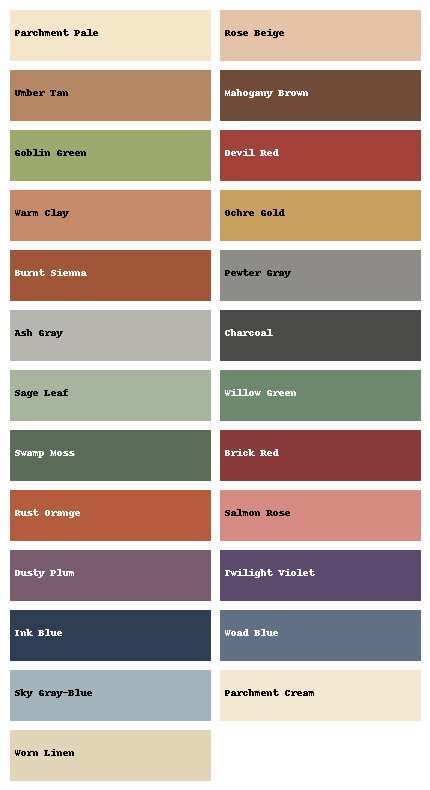 Parchment Pale
Rose Beige
Umber Tan
Mahogany Brown
Goblin Green
Devil Red
Warm Clay
Ochre Gold
Burnt Sienna
Pewter Gray
Ash Gray
Charcoal
Sage Leaf
Willow Green
Swamp Moss
Brick Red
Rust Orange
Salmon Rose
Dusty Plum
Twilight Violet
Ink Blue
Woad Blue
Sky Gray-Blue
Parchment Cream
Worn Linen